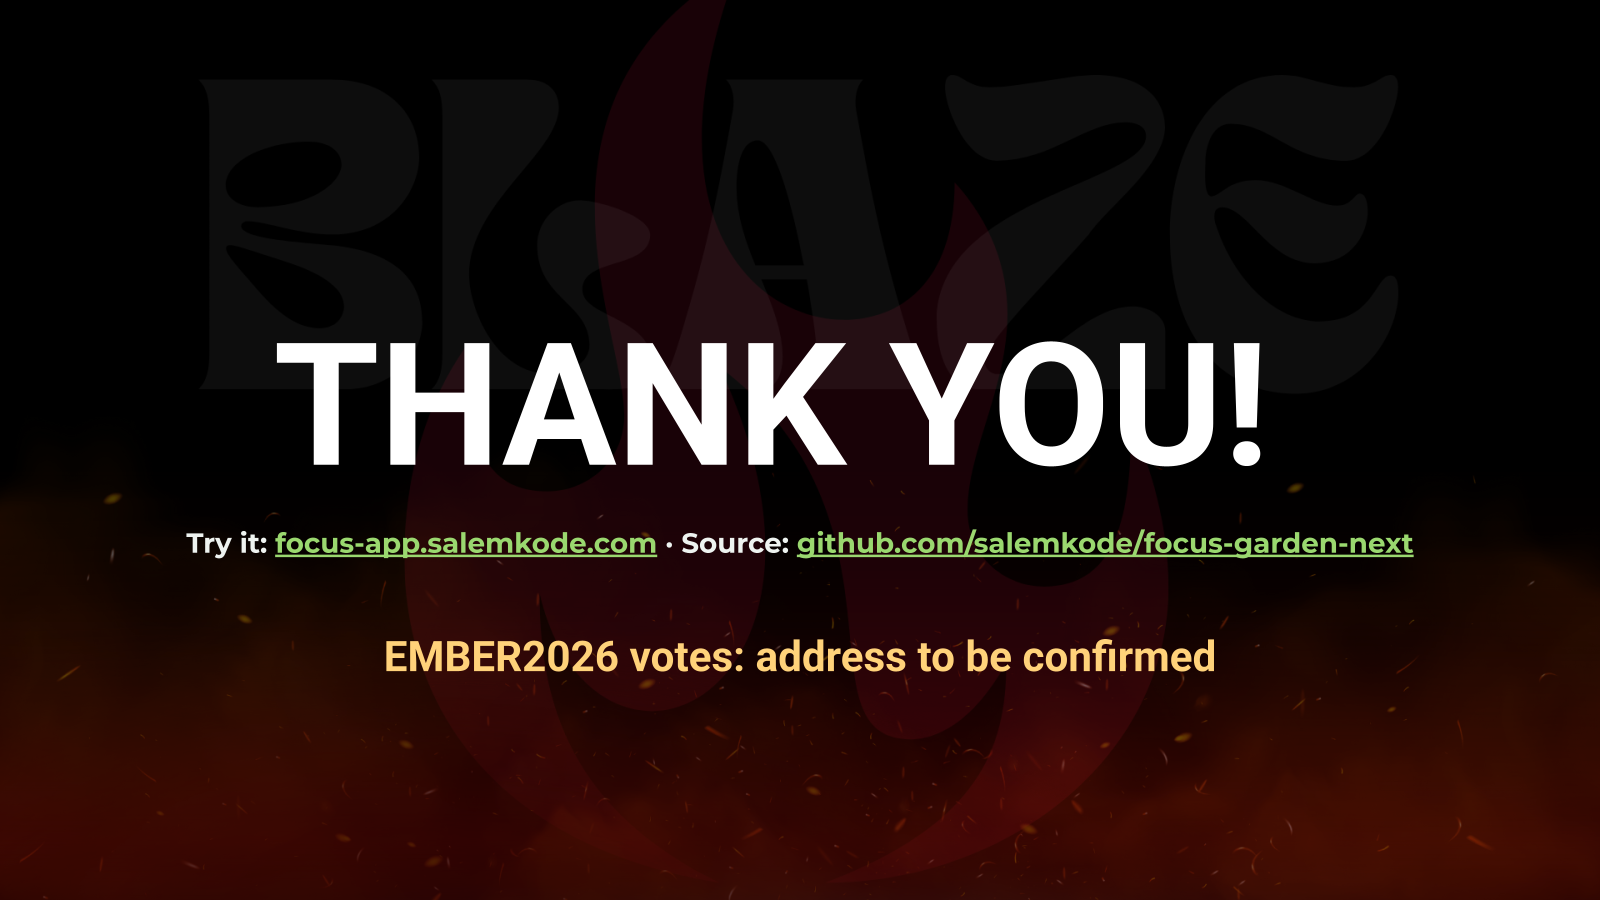 BLAZE
THANK YOU!
Try it: focus-app.salemkode.com · Source: github.com/salemkode/focus-garden-next
EMBER2026 votes: address to be confirmed